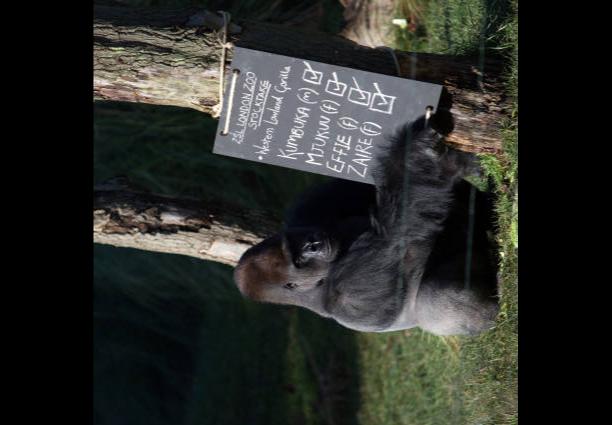 ZSL LONDON ZOO
STOCKTAKE
• Western Lowland Gorilla
KUMBUKA (m) ☑
MJUKUU (f) ☑
EFFIE (f) ☑
ZAIRE (f) ☑